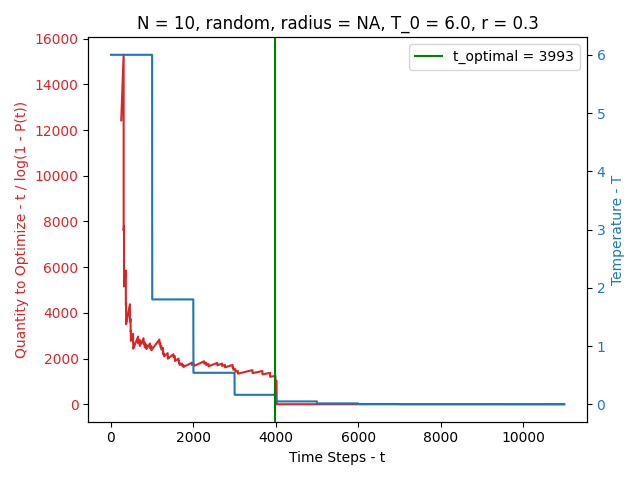 N = 10, random, radius = NA, T_0 = 6.0, r = 0.3
t_optimal = 3993
Quantity to Optimize - t / log(1 - P(t))
16000
14000
12000
10000
8000
6000
4000
2000
0
6
5
4
3
2
1
0
Temperature - T
0 2000 4000 6000 8000 10000
Time Steps - t